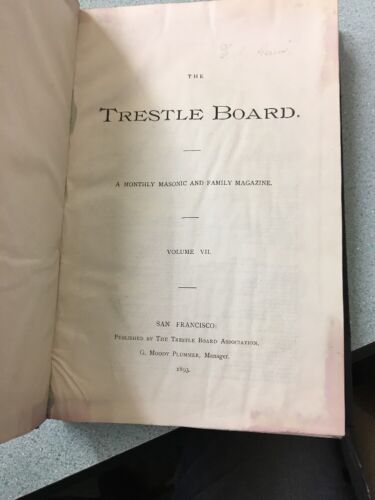 THE
TRESTLE BOARD.
A MONTHLY MASONIC AND FAMILY MAGAZINE.
VOLUME VII.
SAN FRANCISCO:
PUBLISHED BY THE TRESTLE BOARD ASSOCIATION,
G. MOODY PLUMMER, Manager.
1893.